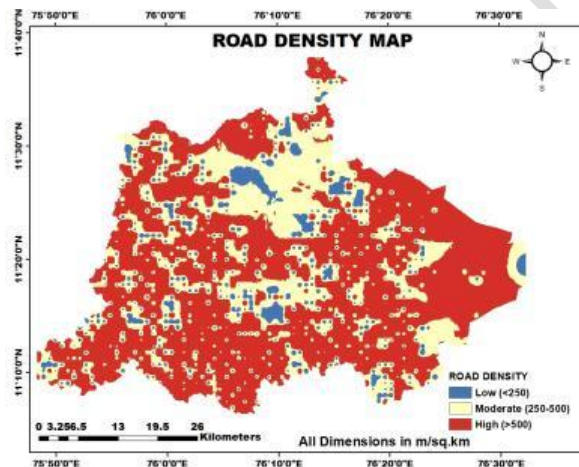 75°50'0"E 76°0'0"E 76°10'0"E 76°20'0"E 76°30'0"E
ROAD DENSITY MAP
N
W E
S
11°40'0"N
11°30'0"N
11°20'0"N
11°10'0"N
ROAD DENSITY
Low (<250)
Moderate (250-500)
High (>500)
0 3.256.5 13 19.5 26
Kilometers
All Dimensions in m/sq.km
75°50'0"E 76°0'0"E 76°10'0"E 76°20'0"E 76°30'0"E